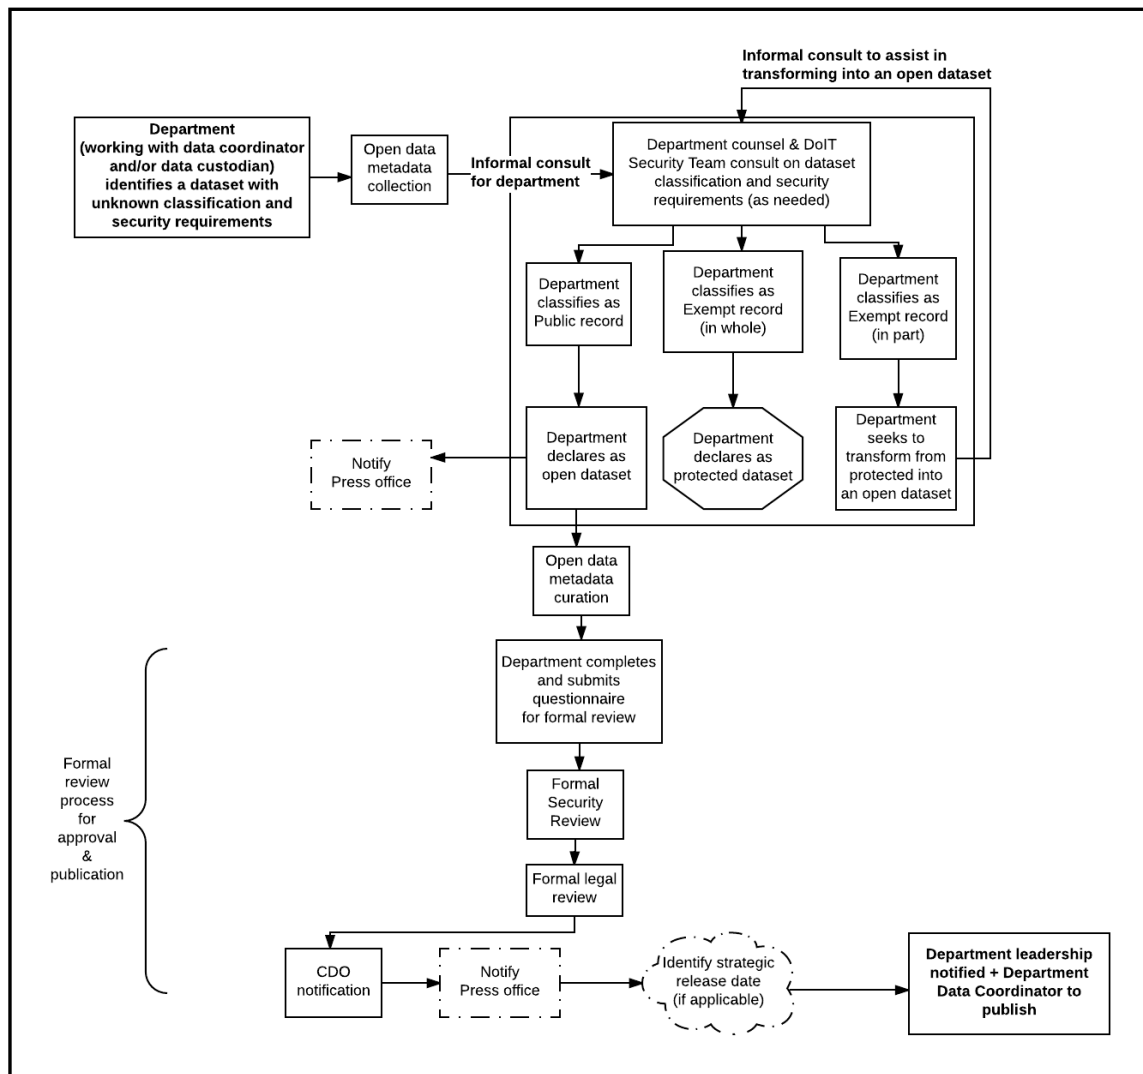 Informal consult to assist in
transforming into an open dataset
Department
(working with data coordinator
and/or data custodian)
identifies a dataset with
unknown classification and
security requirements
Open data
metadata
collection
Informal consult
for department
Department counsel & DoIT
Security Team consult on dataset
classification and security
requirements (as needed)
Department
classifies as
Public record
Department
classifies as
Exempt record
(in whole)
Department
classifies as
Exempt record
(in part)
Notify
Press office
Department
declares as
open dataset
Department
declares as
protected dataset
Department
seeks to
transform from
protected into
an open dataset
Open data
metadata
curation
Department completes
and submits
questionnaire
for formal review
Formal
review
process
for
approval
&
publication
Formal
Security
Review
Formal legal
review
CDO
notification
Notify
Press office
Identify strategic
release date
(if applicable)
Department leadership
notified + Department
Data Coordinator to
publish